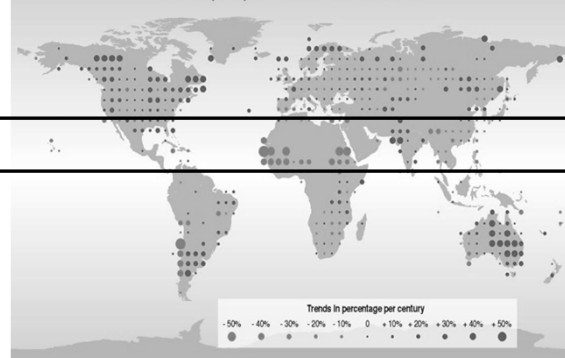 Trends in percentage per century
- 50% - 40% - 30% - 20% - 10% 0 + 10% + 20% + 30% + 40% + 50%